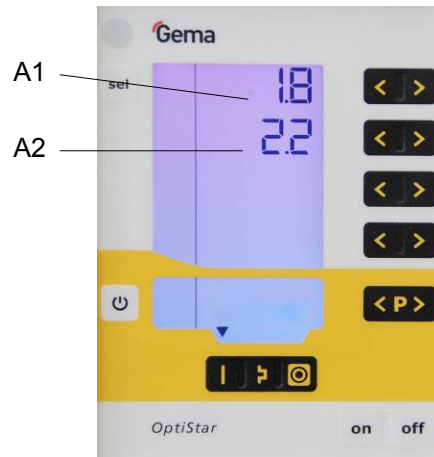 Gema
A1
sel
1.8
A2
2.2
< >
< >
< >
< >
< P >
OptiStar
on off